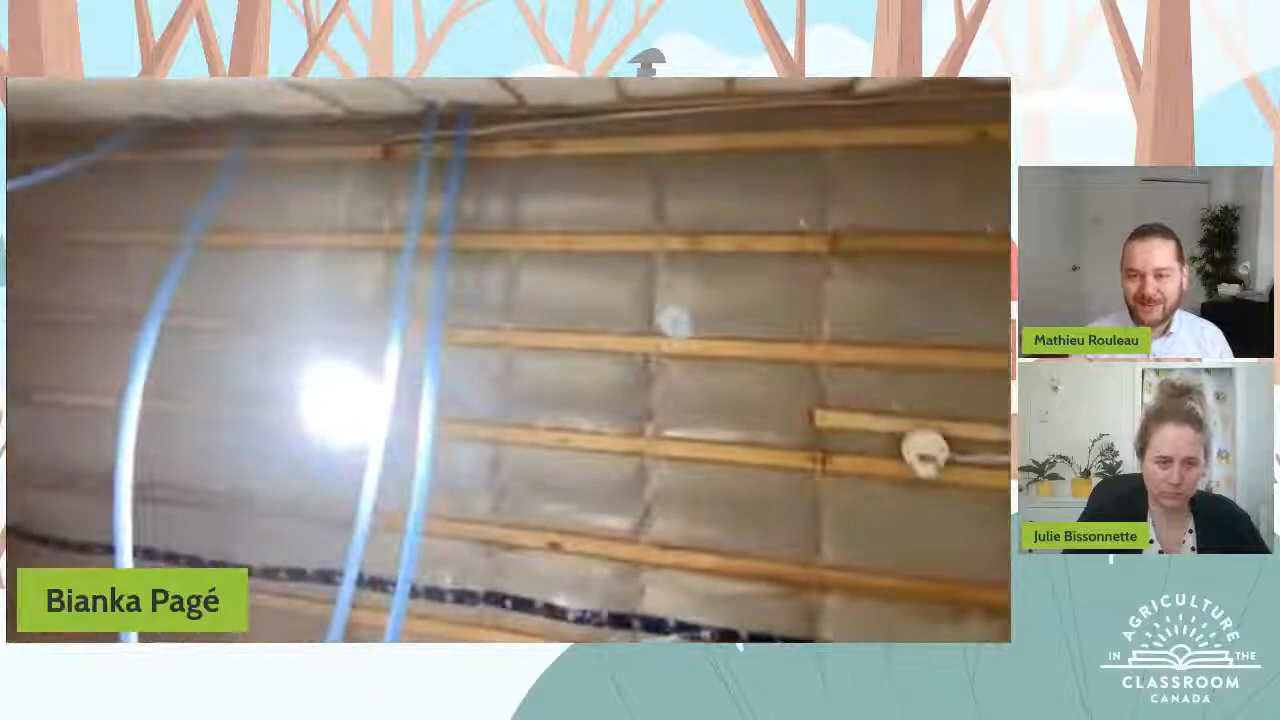 Bianka Pagé
Mathieu Rouleau
Julie Bissonnette
AGRICULTURE
IN THE
CLASSROOM
CANADA